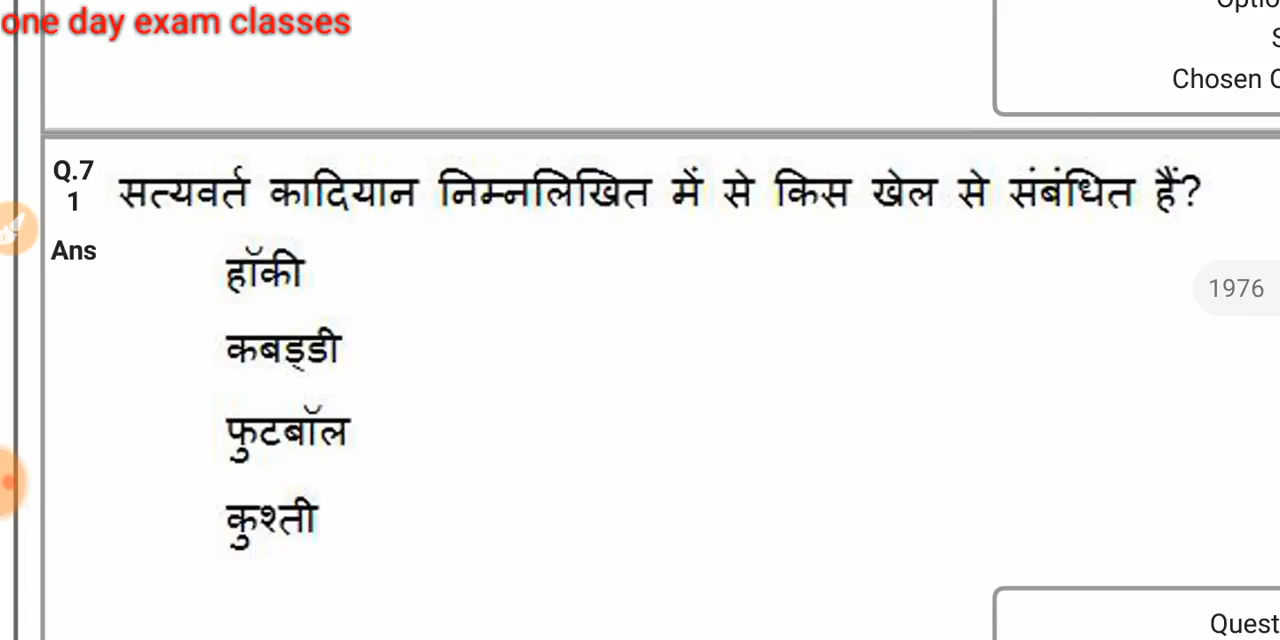 one day exam classes
Chosen
Q.7
1
सत्यवर्त कादियान निम्नलिखित में से किस खेल से संबंधित हैं?
Ans
हॉकी
कबड्डी
फुटबॉल
कुश्ती
1976
Quest